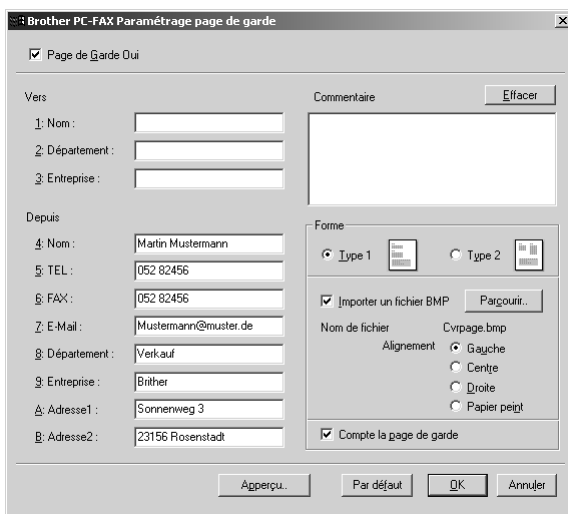 Brother PC-FAX Paramétrage page de garde
Page de Garde Oui
Vers
1: Nom :
2: Département :
3: Entreprise :
Commentaire
Effacer
Depuis
4: Nom : Martin Mustermann
5: TEL : 052 82456
6: FAX : 052 82456
7: E-Mail : Mustermann@muster.de
8: Département : Verkauf
9: Entreprise : Brither
A: Adresse1 : Sonnenweg 3
B: Adresse2 : 23156 Rosenstadt
Forme
Type 1
Type 2
Importer un fichier BMP
Parcourir..
Nom de fichier Cvrpage.bmp
Alignement
Gauche
Centre
Droite
Papier peint
Compte la page de garde
Apperçu..
Par défaut
OK
Annuler